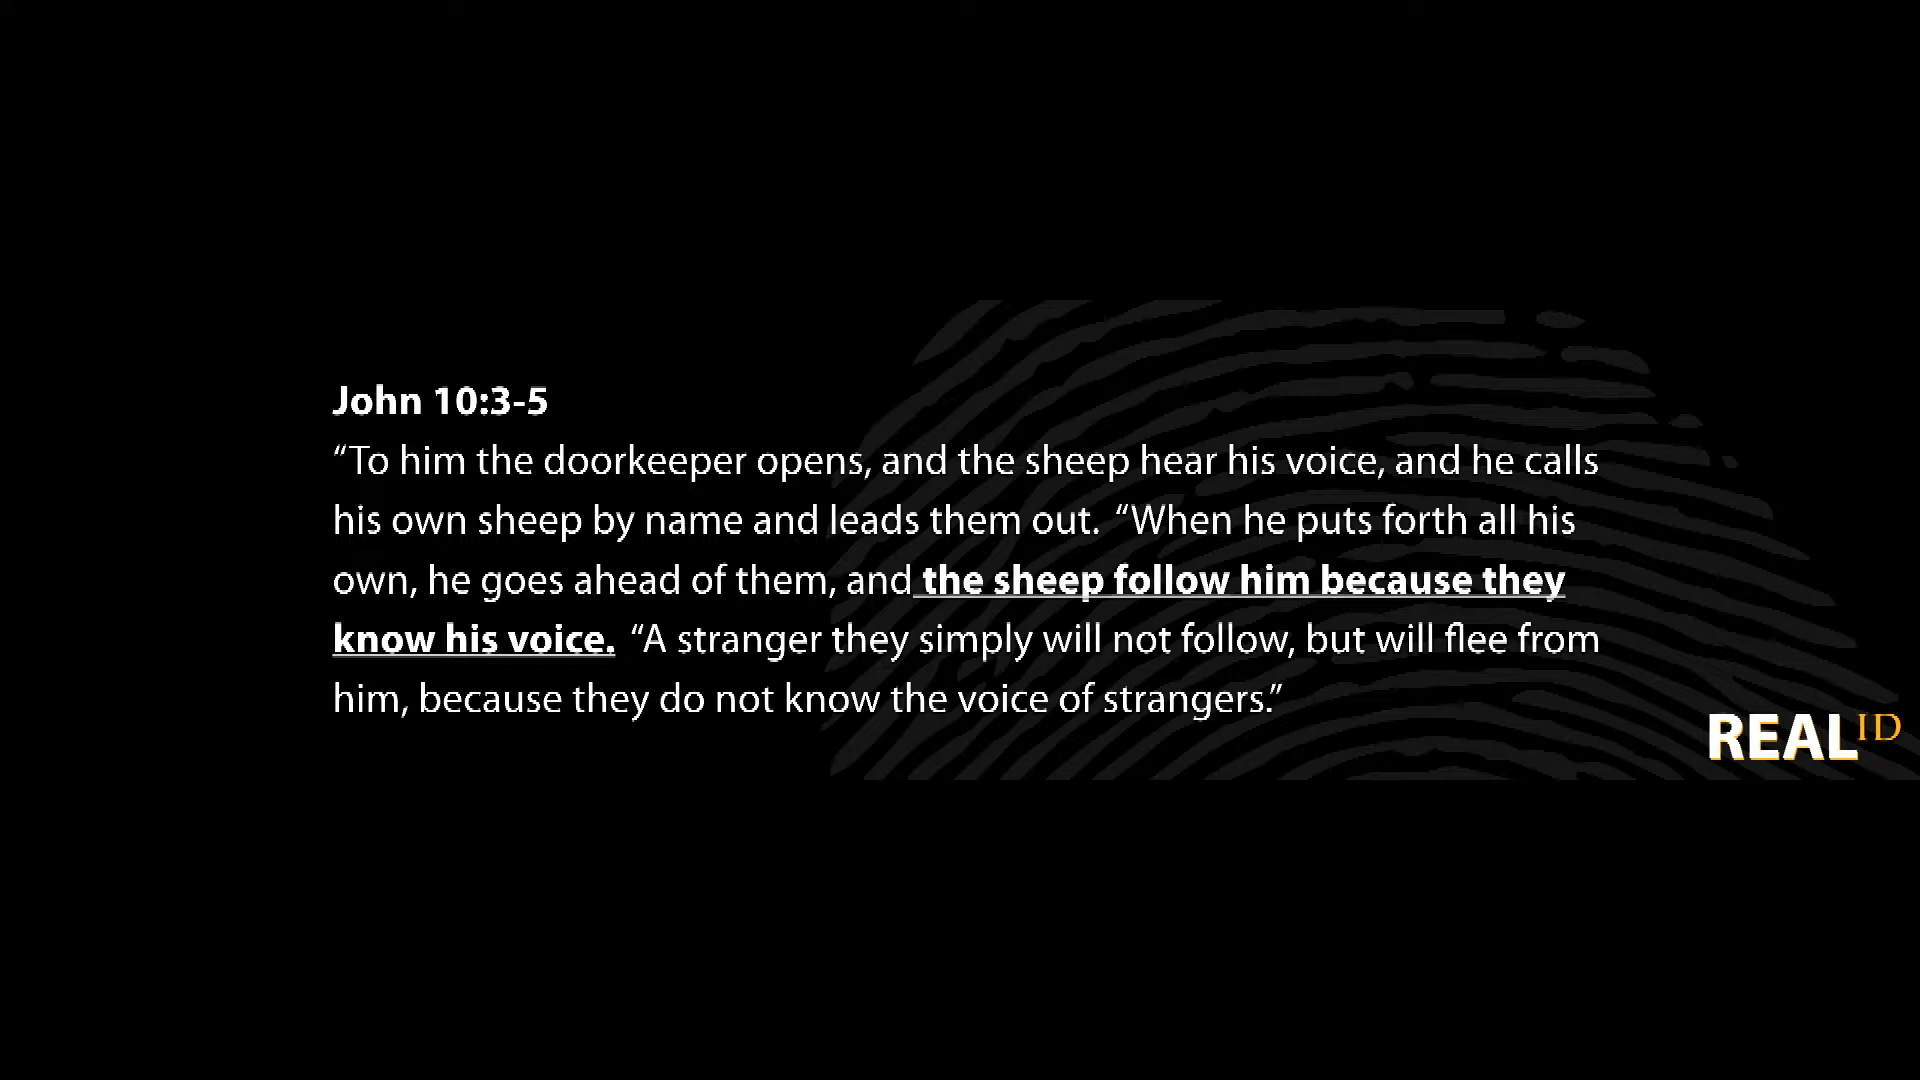 John 10:3-5
“To him the doorkeeper opens, and the sheep hear his voice, and he calls
his own sheep by name and leads them out.  “When he puts forth all his
own, he goes ahead of them, and the sheep follow him because they
know his voice.  “A stranger they simply will not follow, but will flee from
him, because they do not know the voice of strangers.”
REAL ID